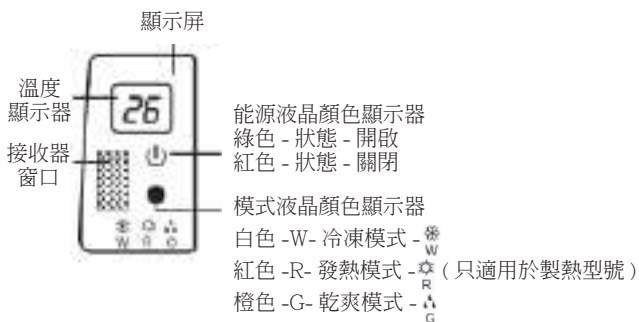 顯示屏
溫度
顯示器
26
接收器
窗口
W R G
能源液晶顏色顯示器
綠色 - 狀態 - 開啟
紅色 - 狀態 - 關閉
模式液晶顏色顯示器
白色 -W- 冷凍模式 - W
紅色 -R- 發熱模式 - R ( 只適用於製熱型號 )
橙色 -G- 乾爽模式 - G